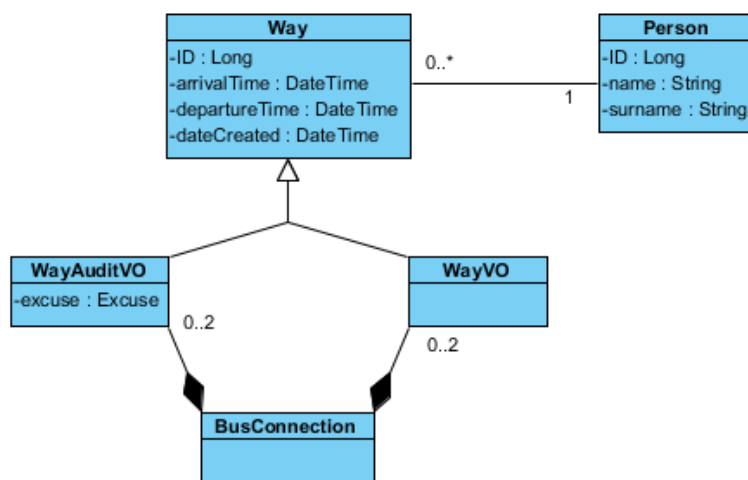 Way
-ID : Long
-arrivalTime : DateTime
-departureTime : DateTime
-dateCreated : DateTime
0..*
1
Person
-ID : Long
-name : String
-surname : String
WayAuditVO
-excuse : Excuse
0..2
WayVO
0..2
BusConnection